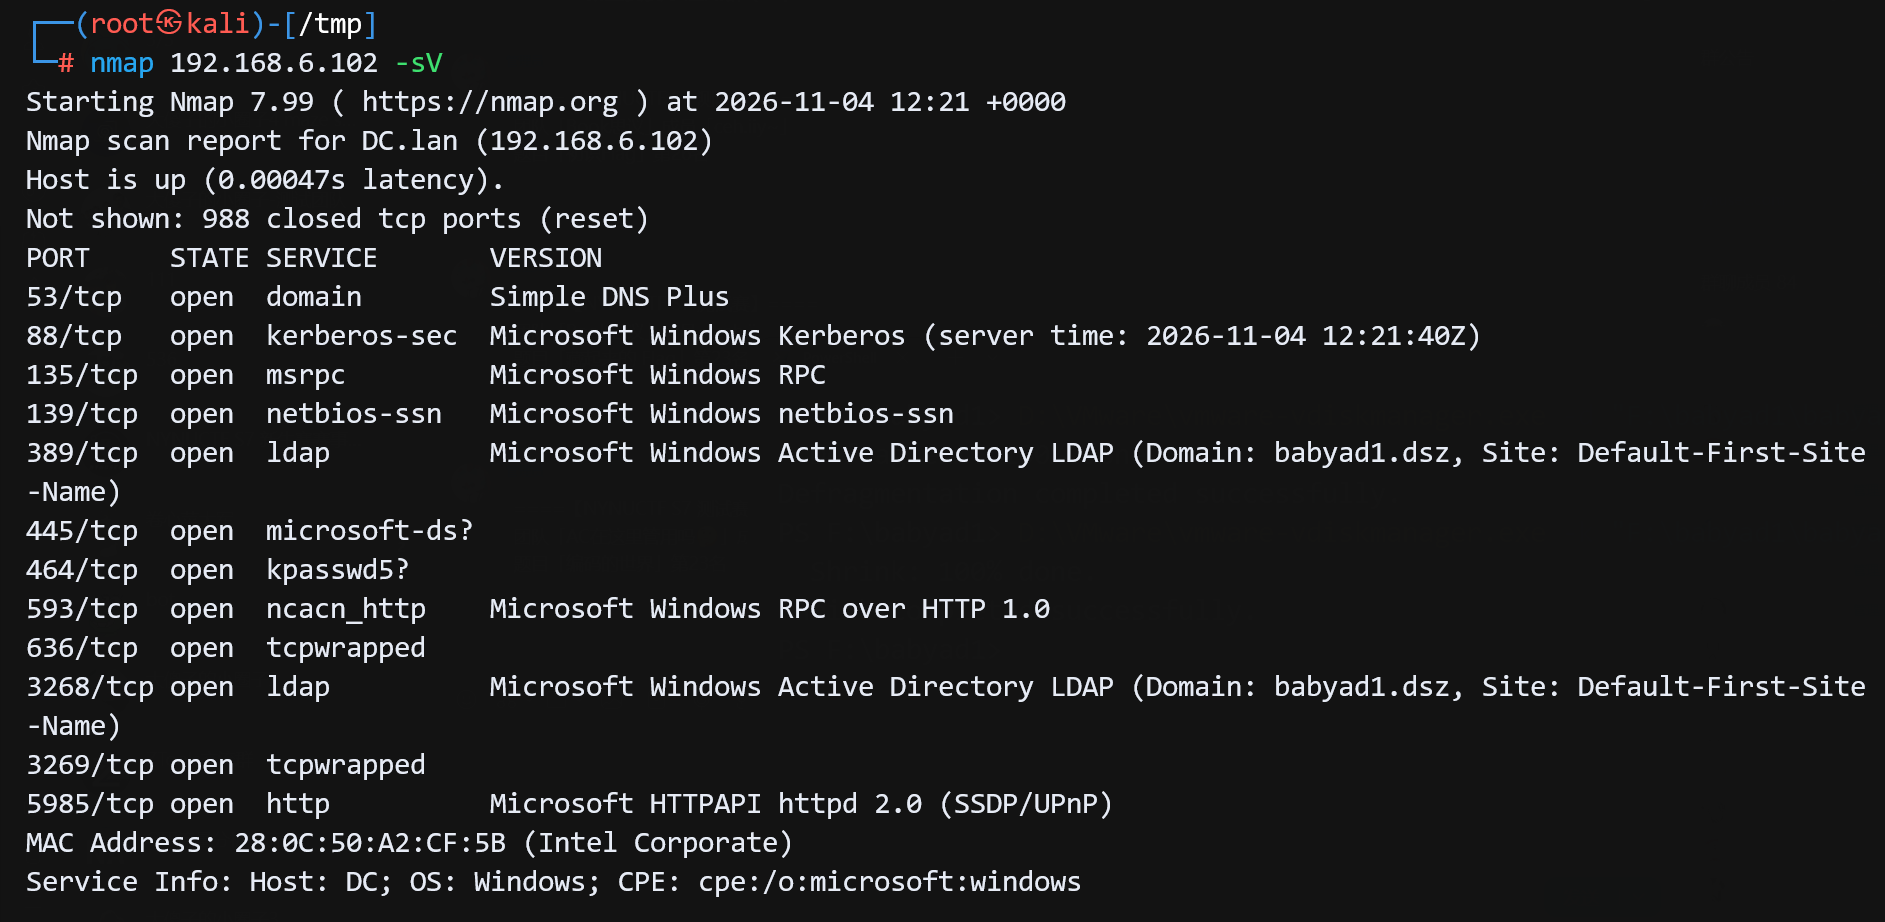 ┌──(root㉿kali)-[/tmp]
└─# nmap 192.168.6.102 -sV
Starting Nmap 7.99 ( https://nmap.org ) at 2026-11-04 12:21 +0000
Nmap scan report for DC.lan (192.168.6.102)
Host is up (0.00047s latency).
Not shown: 988 closed tcp ports (reset)
PORT     STATE SERVICE       VERSION
53/tcp   open  domain        Simple DNS Plus
88/tcp   open  kerberos-sec  Microsoft Windows Kerberos (server time: 2026-11-04 12:21:40Z)
135/tcp  open  msrpc         Microsoft Windows RPC
139/tcp  open  netbios-ssn   Microsoft Windows netbios-ssn
389/tcp  open  ldap          Microsoft Windows Active Directory LDAP (Domain: babyad1.dsz, Site: Default-First-Site
-Name)
445/tcp  open  microsoft-ds?
464/tcp  open  kpasswd5?
593/tcp  open  ncacn_http    Microsoft Windows RPC over HTTP 1.0
636/tcp  open  tcpwrapped
3268/tcp open  ldap          Microsoft Windows Active Directory LDAP (Domain: babyad1.dsz, Site: Default-First-Site
-Name)
3269/tcp open  tcpwrapped
5985/tcp open  http          Microsoft HTTPAPI httpd 2.0 (SSDP/UPnP)
MAC Address: 28:0C:50:A2:CF:5B (Intel Corporate)
Service Info: Host: DC; OS: Windows; CPE: cpe:/o:microsoft:windows